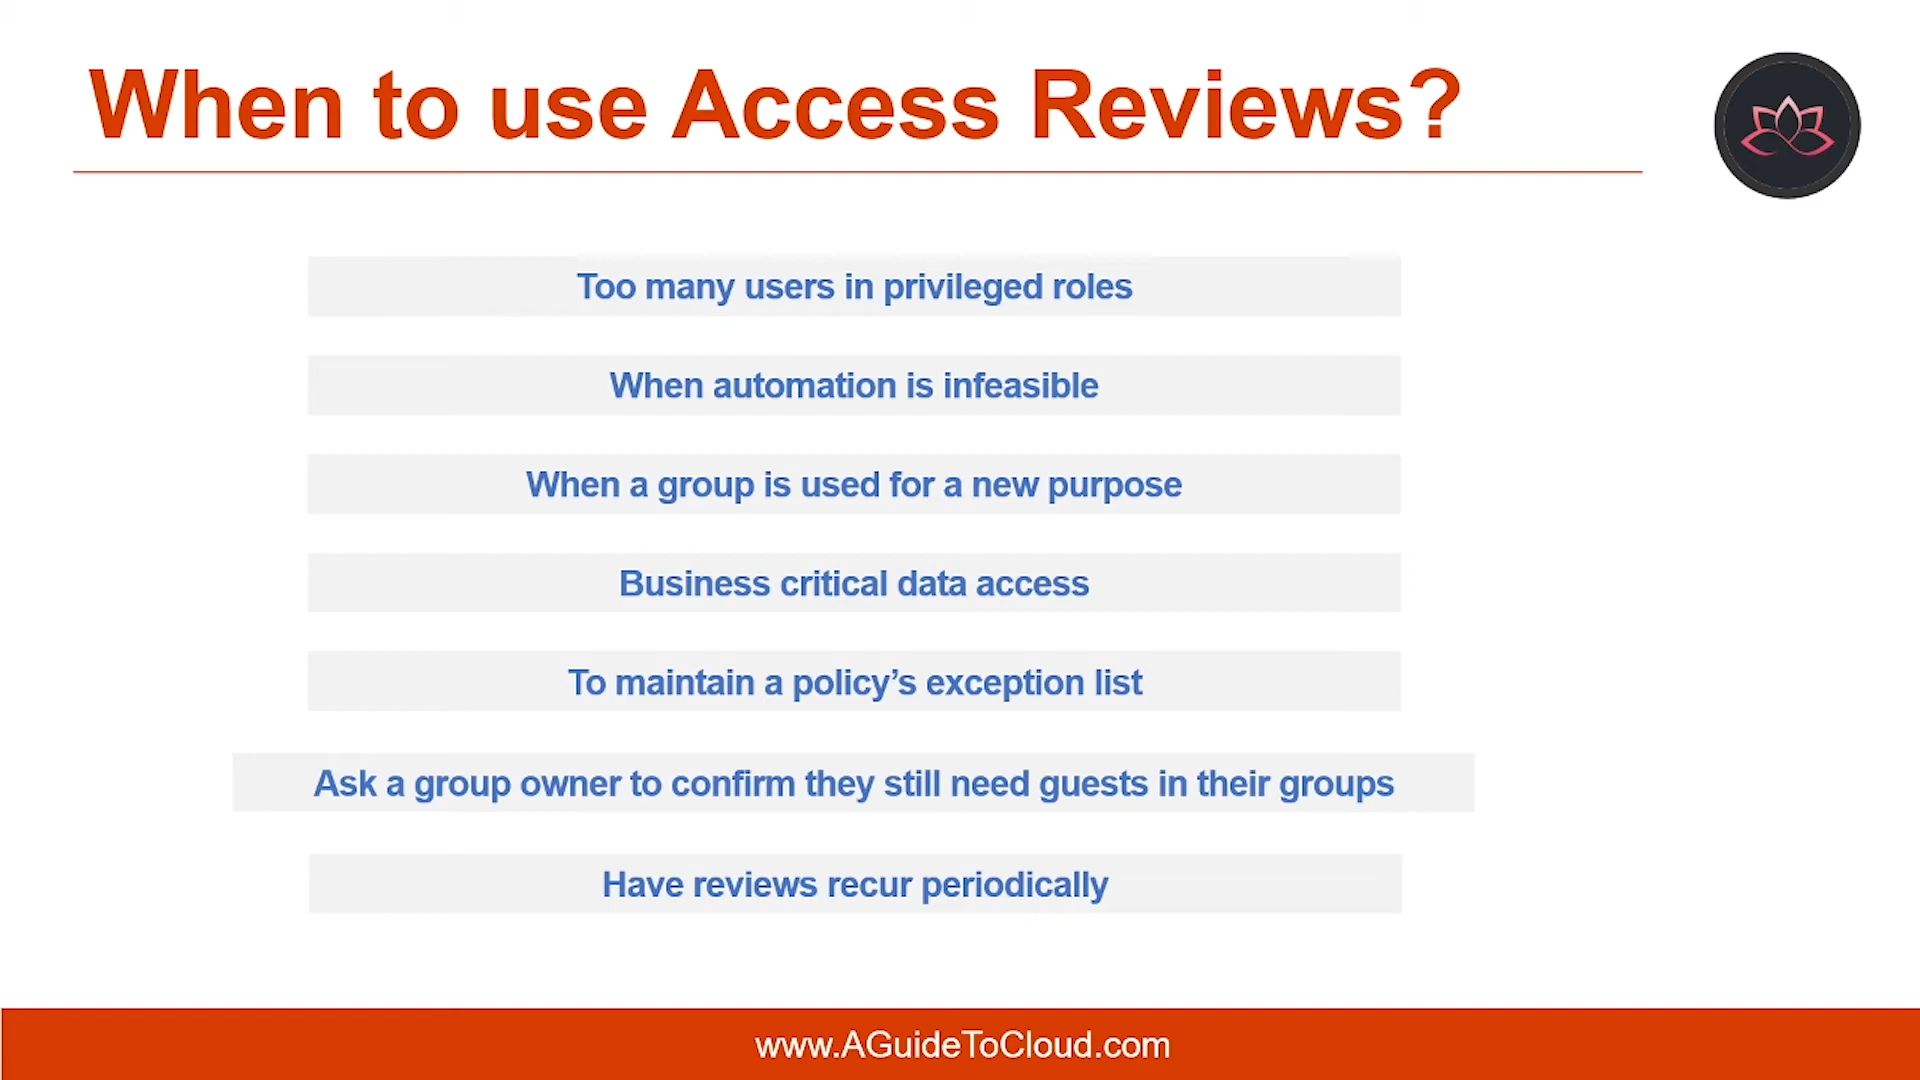 When to use Access Reviews?
Too many users in privileged roles
When automation is infeasible
When a group is used for a new purpose
Business critical data access
To maintain a policy’s exception list
Ask a group owner to confirm they still need guests in their groups
Have reviews recur periodically
www.AGuideToCloud.com